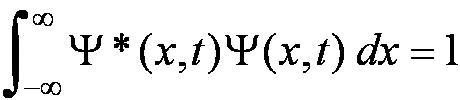 ∫_{-∞}^{∞} Ψ*(x,t)Ψ(x,t) dx = 1